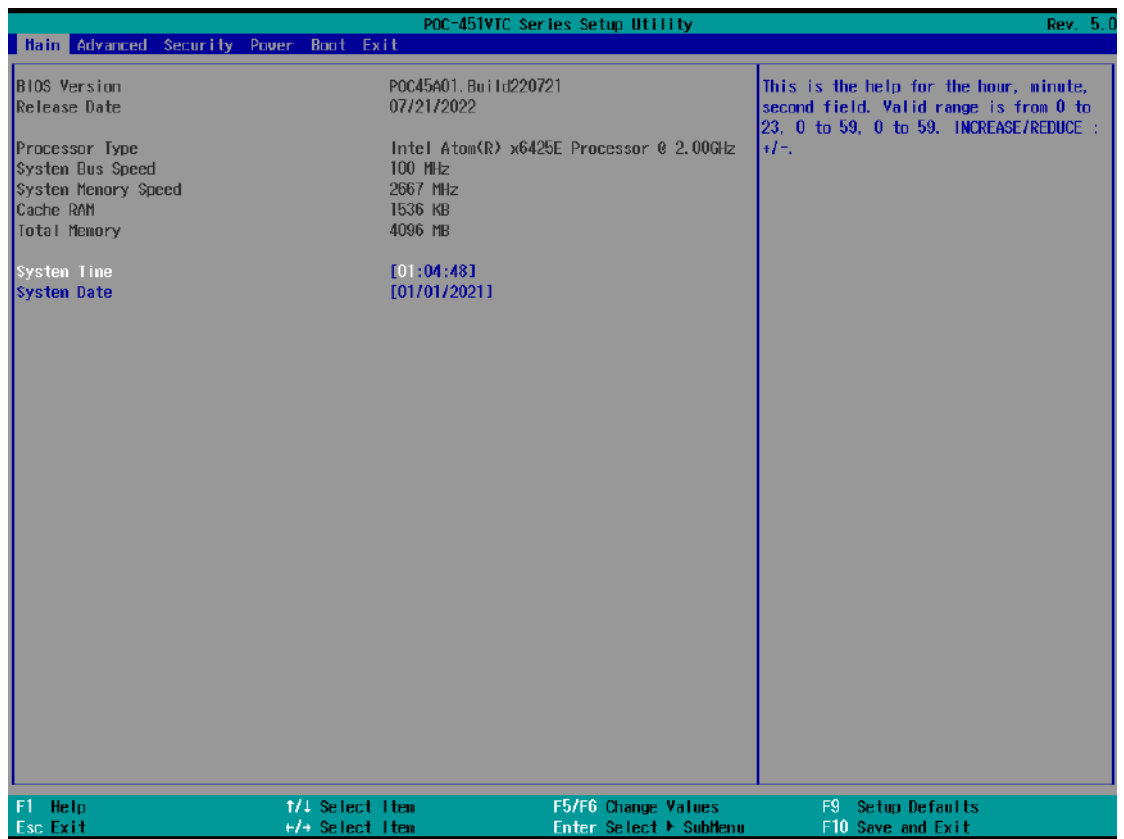 POC-451VTC Series Setup Utility Rev. 5.0
Main Advanced Security Power Boot Exit
BIOS Version POC45A01.Build220721
Release Date 07/21/2022
Processor Type Intel Atom(R) x6425E Processor @ 2.00GHz
System Bus Speed 100 MHz
System Memory Speed 2667 MHz
Cache RAM 1536 KB
Total Memory 4096 MB
System Time [01:04:48]
System Date [01/01/2021]
This is the help for the hour, minute,
second field. Valid range is from 0 to
23, 0 to 59, 0 to 59. INCREASE/REDUCE :
+/-.
F1 Help ↑/↓ Select Item F5/F6 Change Values F9 Setup Defaults
Esc Exit ←/→ Select Item Enter Select ▶ SubMenu F10 Save and Exit